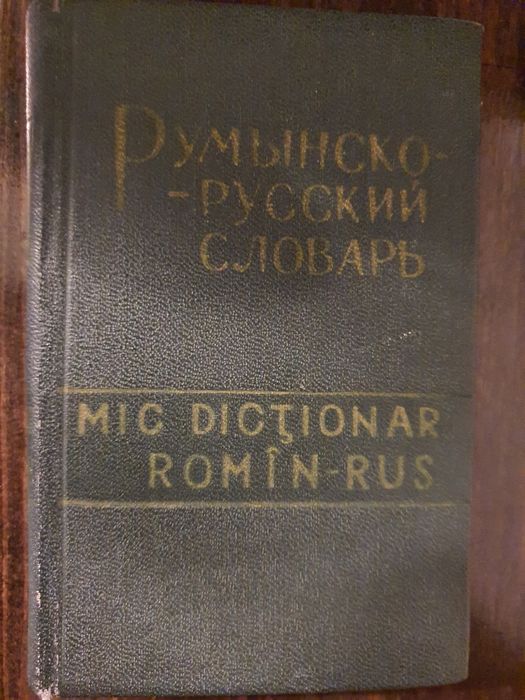 РУМЫНСКО-
-РУССКИЙ
СЛОВАРЬ
MIC DICŢIONAR
ROMÎN-RUS